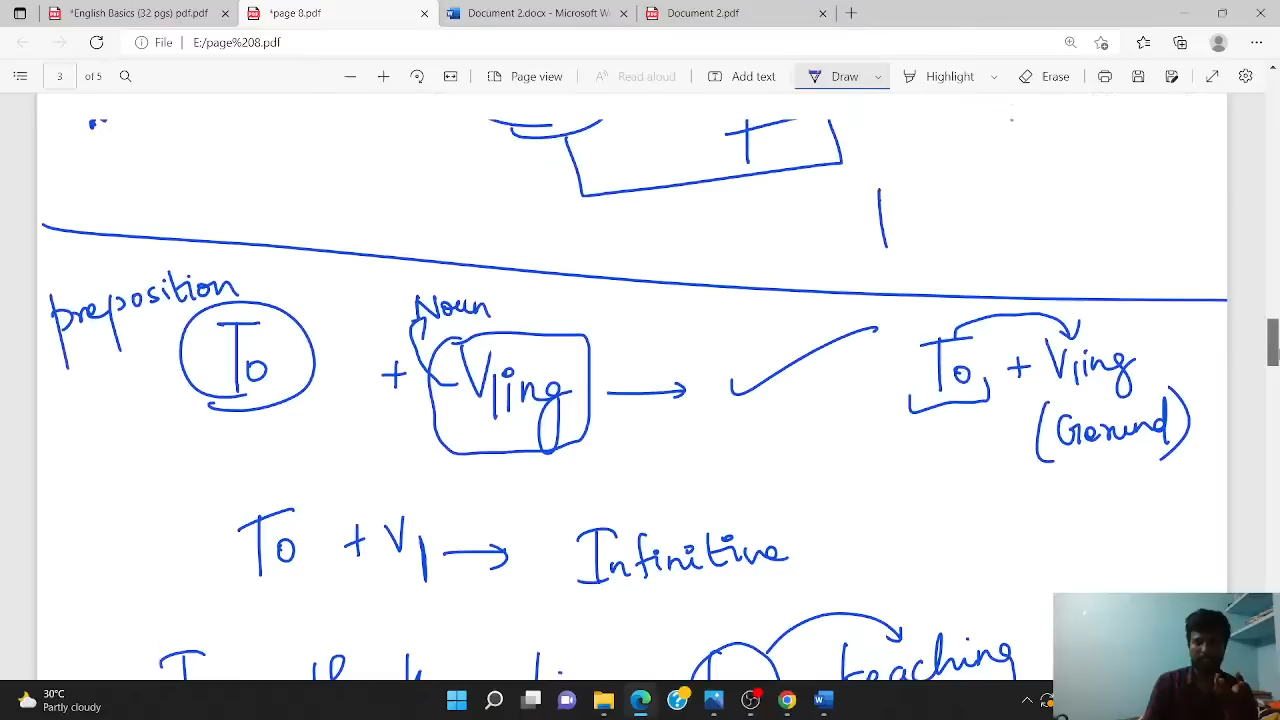 *English Basics (32 pgs) pdf.pdf
*page 8.pdf
Document 2.docx - Microsoft W
Document 2.pdf
File E:/page%208.pdf
3 of 5
Page view
Read aloud
Add text
Draw
Highlight
Erase
preposition
Noun
To + V1ing → ✓
To + V1ing
(Gerund)
To + V1 → Infinitive
teaching
30°C
Partly cloudy